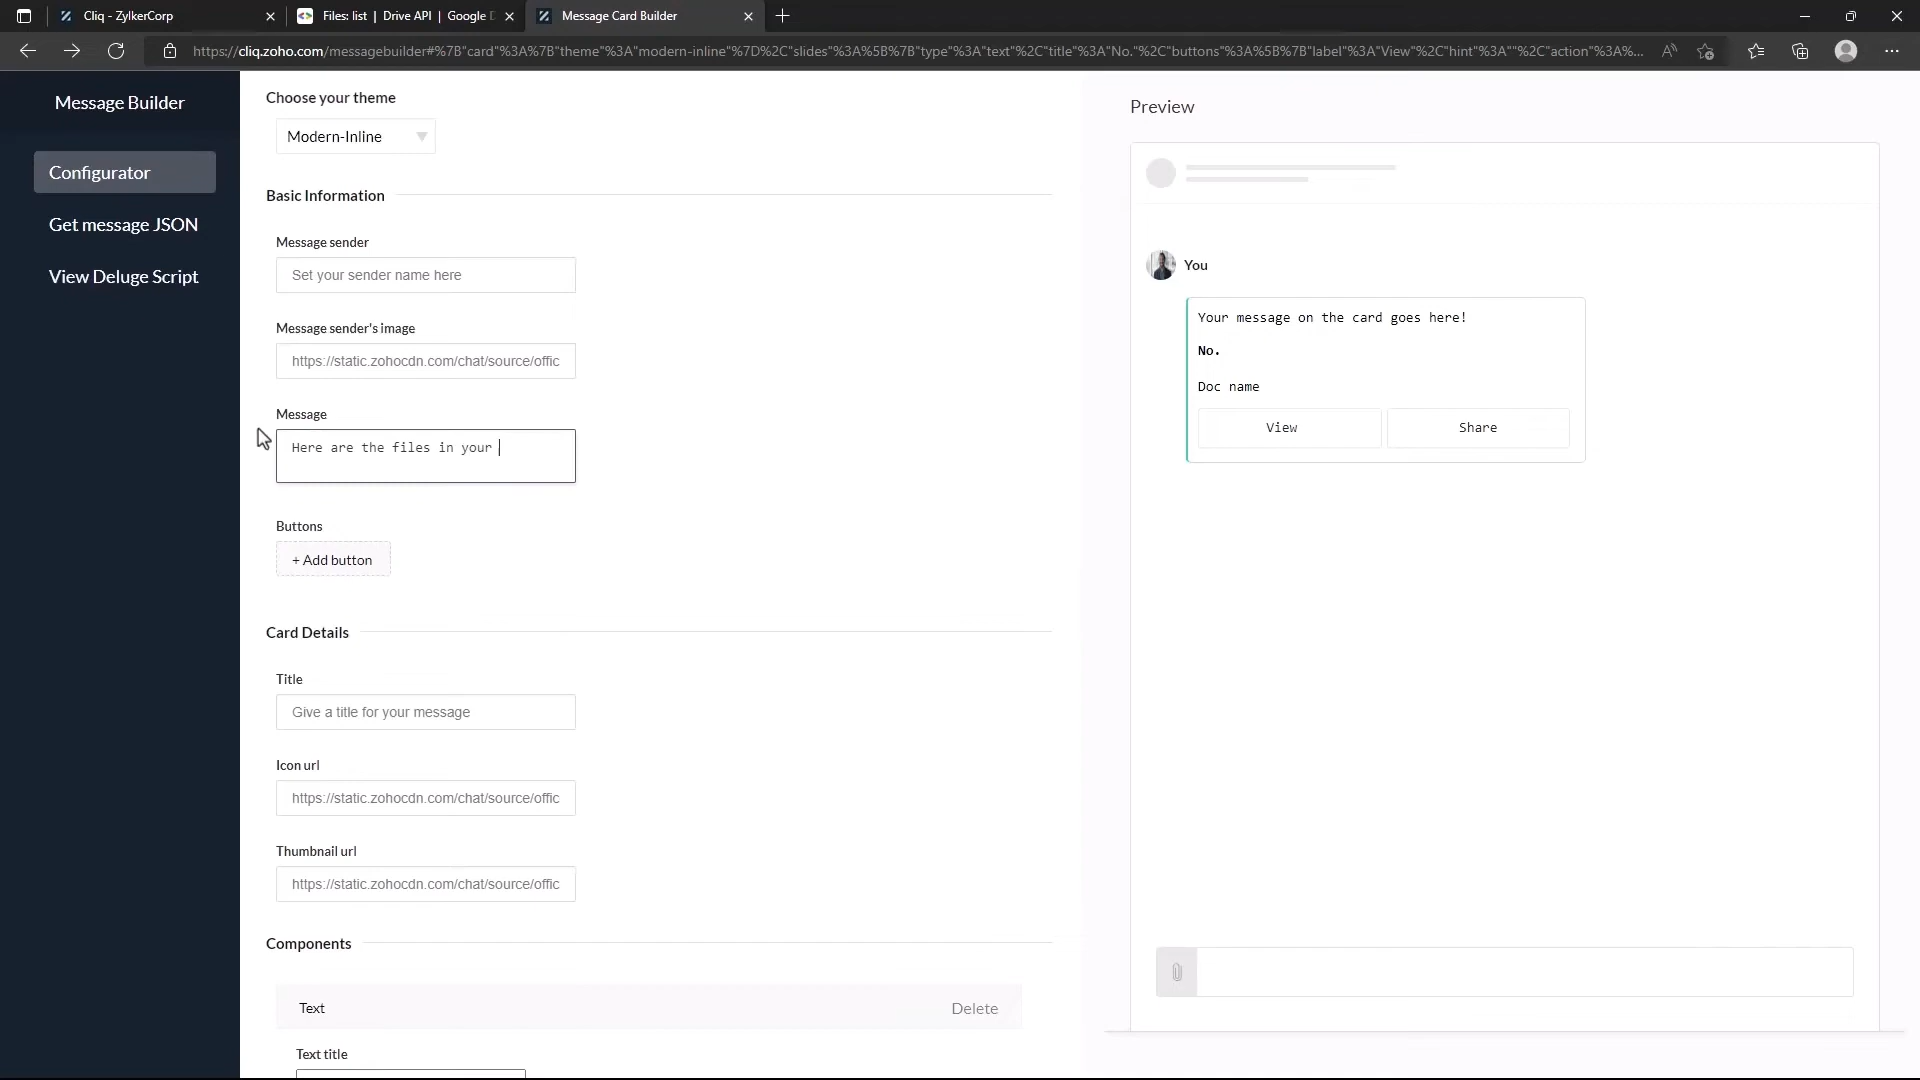 Cliq - ZylkerCorp
Files: list | Drive API | Google D
Message Card Builder
https://cliq.zoho.com/messagebuilder#%7B"card"%3A%7B"theme"%3A"modern-inline"%7D%2C"slides"%3A%5B%7B"type"%3A"text"%2C"title"%3A"No."%2C"buttons"%3A%5B%7B"label"%3A"View"%2C"hint"%3A""%2C"action"%3A%...
Message Builder
Configurator
Get message JSON
View Deluge Script
Choose your theme
Modern-Inline
Basic Information
Message sender
Set your sender name here
Message sender's image
https://static.zohocdn.com/chat/source/offic
Message
Here are the files in your
Buttons
+ Add button
Card Details
Title
Give a title for your message
Icon url
https://static.zohocdn.com/chat/source/offic
Thumbnail url
https://static.zohocdn.com/chat/source/offic
Components
Text
Delete
Text title
Preview
You
Your message on the card goes here!
No.
Doc name
View
Share